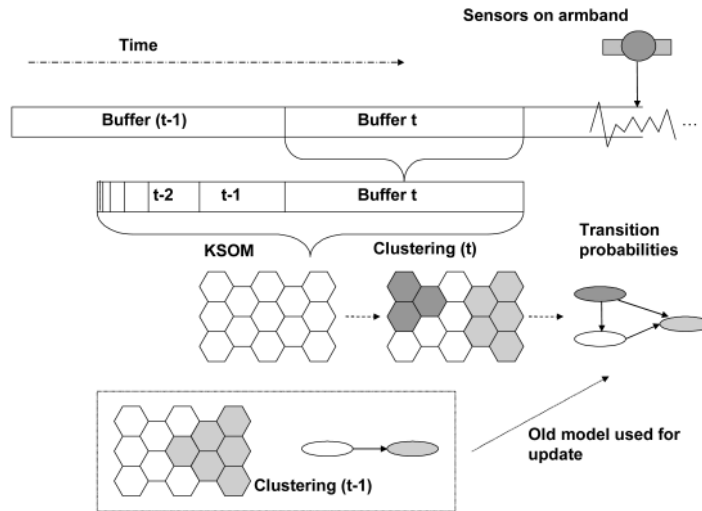 Sensors on armband
Time
Buffer (t-1)
Buffer t
...
t-2
t-1
Buffer t
KSOM
Clustering (t)
Transition
probabilities
Old model used for
update
Clustering (t-1)